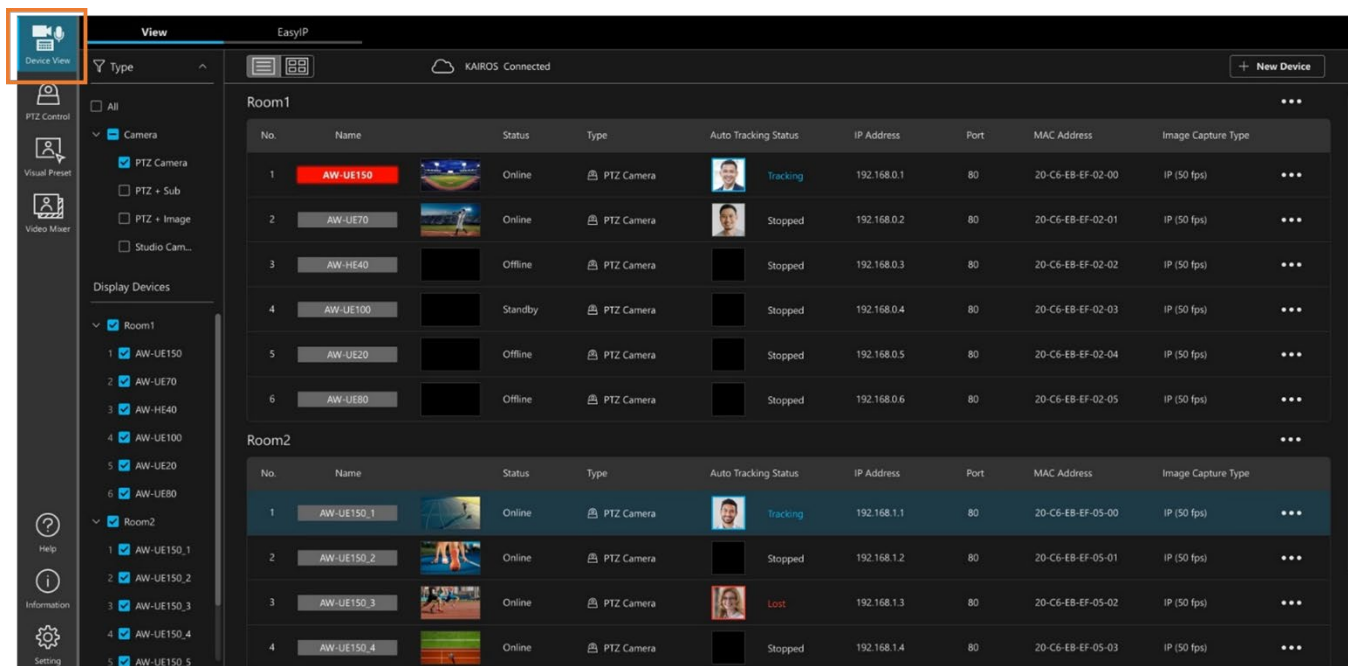 View
EasyIP
Device View
PTZ Control
Visual Preset
Video Mixer
Help
Information
Setting
Type
All
Camera
PTZ Camera
PTZ + Sub
PTZ + Image
Studio Cam...
Display Devices
Room1
1 AW-UE150
2 AW-UE70
3 AW-HE40
4 AW-UE100
5 AW-UE20
6 AW-UE80
Room2
1 AW-UE150_1
2 AW-UE150_2
3 AW-UE150_3
4 AW-UE150_4
5 AW-UE150_5
KAIROS Connected
+ New Device
Room1
No. Name Status Type Auto Tracking Status IP Address Port MAC Address Image Capture Type
1 AW-UE150 Online PTZ Camera Tracking 192.168.0.1 80 20-C6-EB-EF-02-00 IP (50 fps)
2 AW-UE70 Online PTZ Camera Stopped 192.168.0.2 80 20-C6-EB-EF-02-01 IP (50 fps)
3 AW-HE40 Offline PTZ Camera Stopped 192.168.0.3 80 20-C6-EB-EF-02-02 IP (50 fps)
4 AW-UE100 Standby PTZ Camera Stopped 192.168.0.4 80 20-C6-EB-EF-02-03 IP (50 fps)
5 AW-UE20 Offline PTZ Camera Stopped 192.168.0.5 80 20-C6-EB-EF-02-04 IP (50 fps)
6 AW-UE80 Offline PTZ Camera Stopped 192.168.0.6 80 20-C6-EB-EF-02-05 IP (50 fps)
Room2
No. Name Status Type Auto Tracking Status IP Address Port MAC Address Image Capture Type
1 AW-UE150_1 Online PTZ Camera Tracking 192.168.1.1 80 20-C6-EB-EF-05-00 IP (50 fps)
2 AW-UE150_2 Online PTZ Camera Stopped 192.168.1.2 80 20-C6-EB-EF-05-01 IP (50 fps)
3 AW-UE150_3 Online PTZ Camera Lost 192.168.1.3 80 20-C6-EB-EF-05-02 IP (50 fps)
4 AW-UE150_4 Online PTZ Camera Stopped 192.168.1.4 80 20-C6-EB-EF-05-03 IP (50 fps)